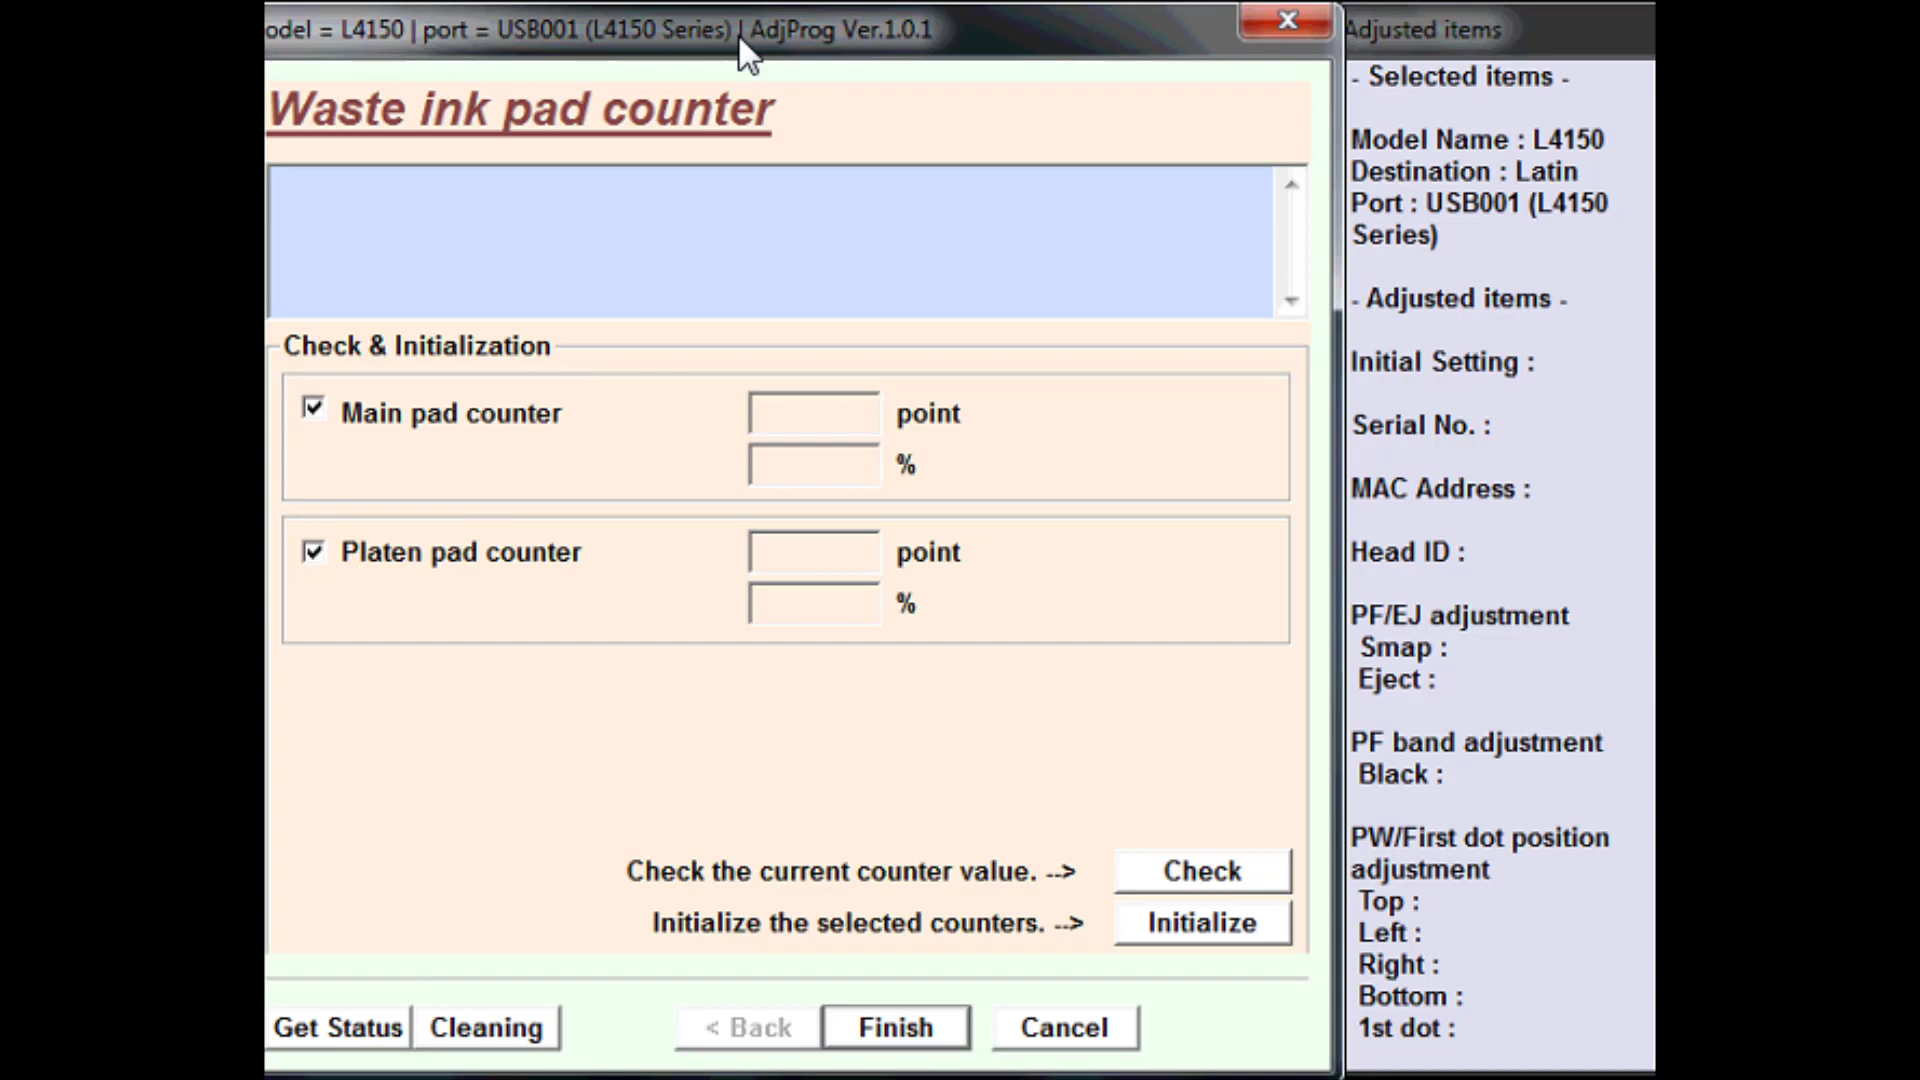 odel = L4150 | port = USB001 (L4150 Series) | AdjProg Ver.1.0.1
Waste ink pad counter
Check & Initialization
Main pad counter
point
%
Platen pad counter
point
%
Check the current counter value. -->
Check
Initialize the selected counters. -->
Initialize
Get Status
Cleaning
< Back
Finish
Cancel
Adjusted items
- Selected items -
Model Name : L4150
Destination : Latin
Port : USB001 (L4150
Series)
- Adjusted items -
Initial Setting :
Serial No. :
MAC Address :
Head ID :
PF/EJ adjustment
Smap :
Eject :
PF band adjustment
Black :
PW/First dot position
adjustment
Top :
Left :
Right :
Bottom :
1st dot :